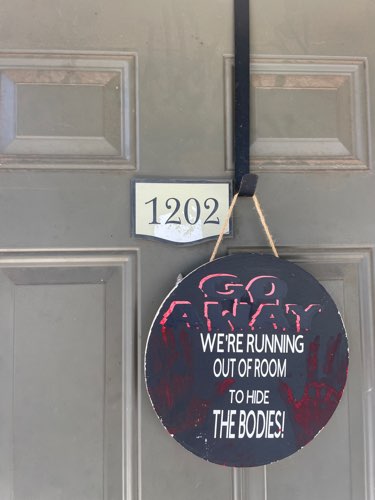 1202
GO
AWAY
WE'RE RUNNING
OUT OF ROOM
TO HIDE
THE BODIES!